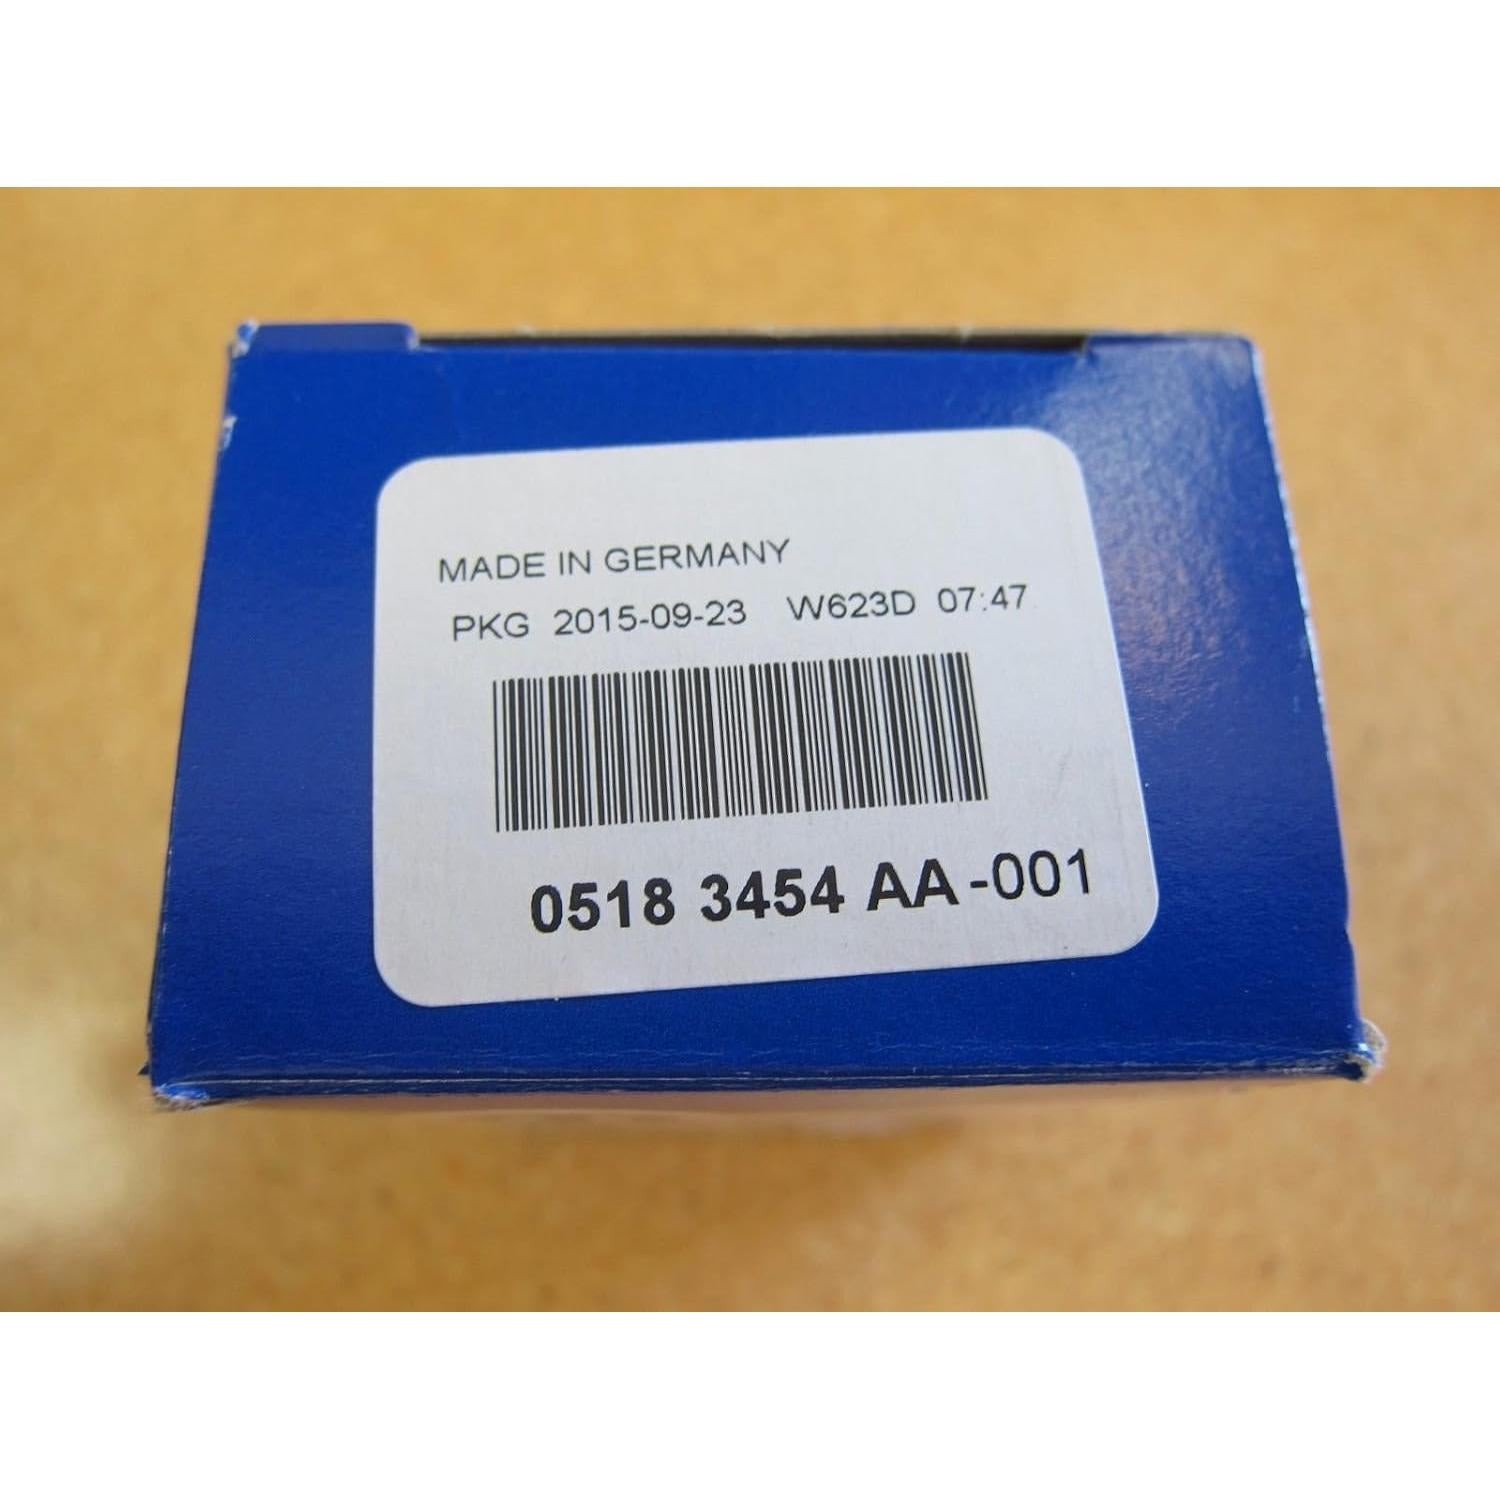 MADE IN GERMANY
PKG 2015-09-23 W623D 07:47
0518 3454 AA-001